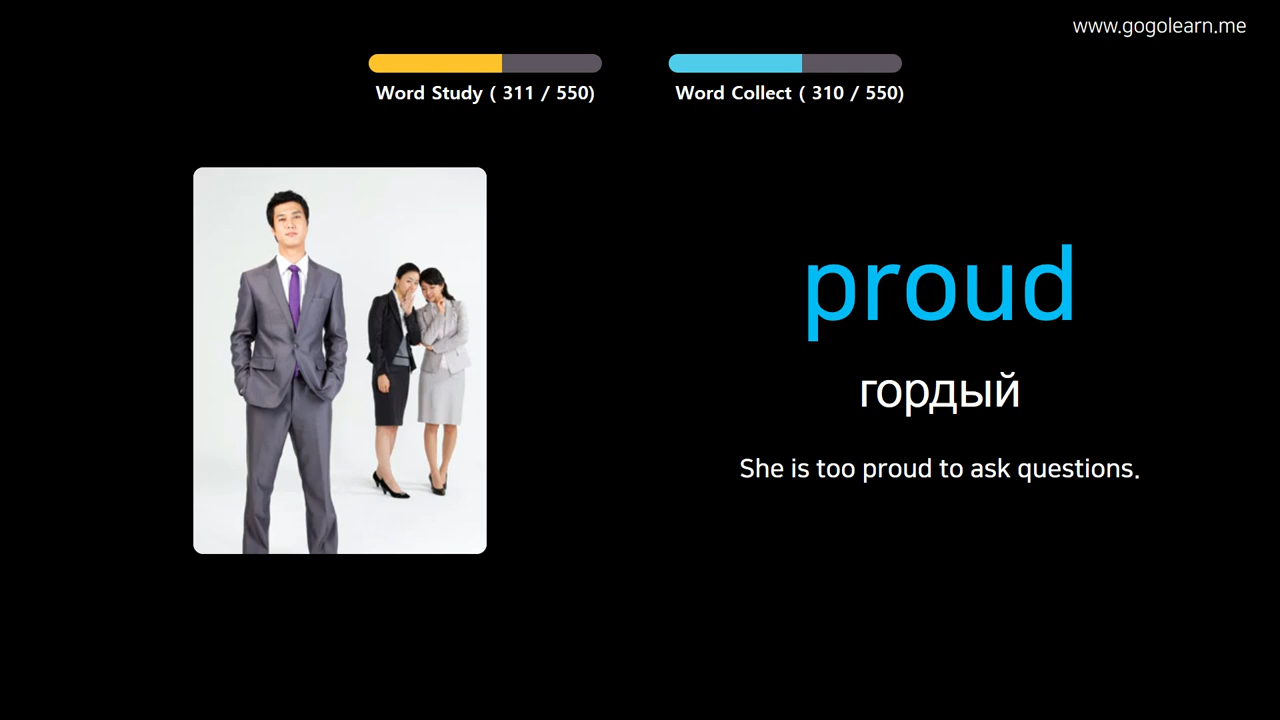 www.gogolearn.me
Word Study ( 311 / 550)
Word Collect ( 310 / 550)
proud
гордый
She is too proud to ask questions.